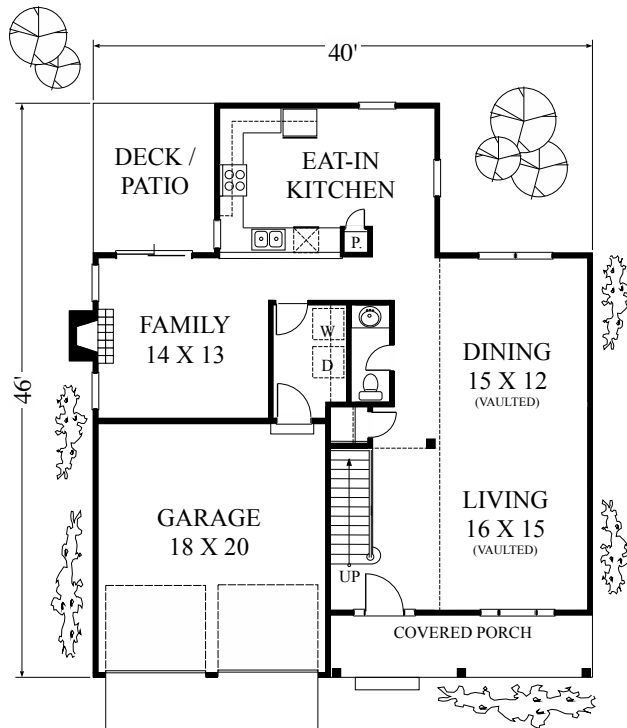 40'
DECK /
PATIO
EAT-IN
KITCHEN
P.
FAMILY
14 X 13
W
D
DINING
15 X 12
(VAULTED)
46'
GARAGE
18 X 20
LIVING
16 X 15
(VAULTED)
UP
COVERED PORCH